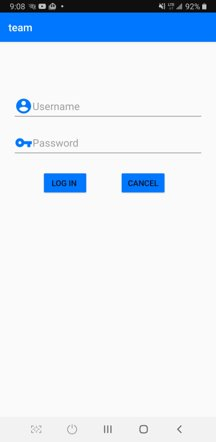 9:08 92%
team
Username
Password
LOG IN CANCEL